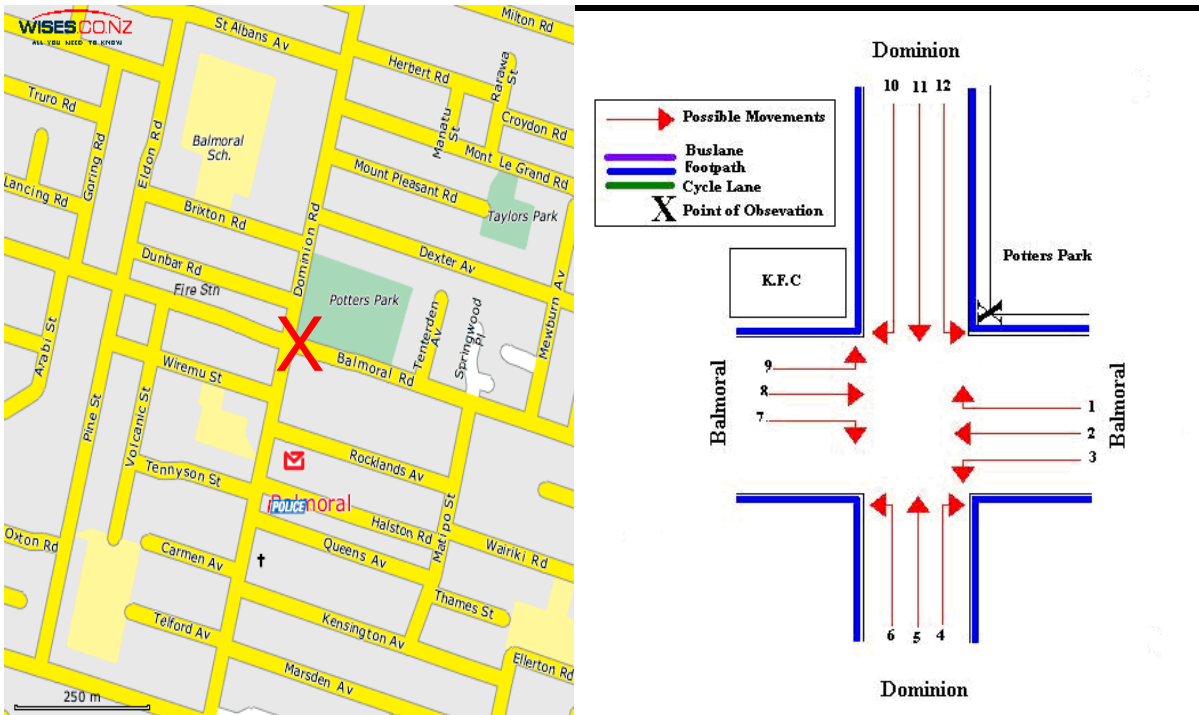 WISES.CO.NZ
ALL YOU NEED TO KNOW
St Albans Av
Milton Rd
Herbert Rd
Rarawa St
Truro Rd
Manatu St
Croydon Rd
Goring Rd
Eldon Rd
Balmoral Sch.
Mont Le Grand Rd
Mount Pleasant Rd
Lancing Rd
Taylors Park
Brixton Rd
Dominion Rd
Dexter Av
Dunbar Rd
Fire Stn
Potters Park
Tenterden Av
Springwood Pl
Mewburn Av
Arabi St
X
Balmoral Rd
Wiremu St
Pine St
Volcanic St
Rocklands Av
Tennyson St
Balmoral
POLICE
Halston Rd
Matipo St
Oxton Rd
Queens Av
Wairiki Rd
Carmen Av
Thames St
Telford Av
Kensington Av
Ellerton Rd
Marsden Av
250 m
Dominion
10 11 12
Possible Movements
Buslane
Footpath
Cycle Lane
X Point of Obsevation
K.F.C
Potters Park
Balmoral
9
8
7
1
2
3
Balmoral
6 5 4
Dominion